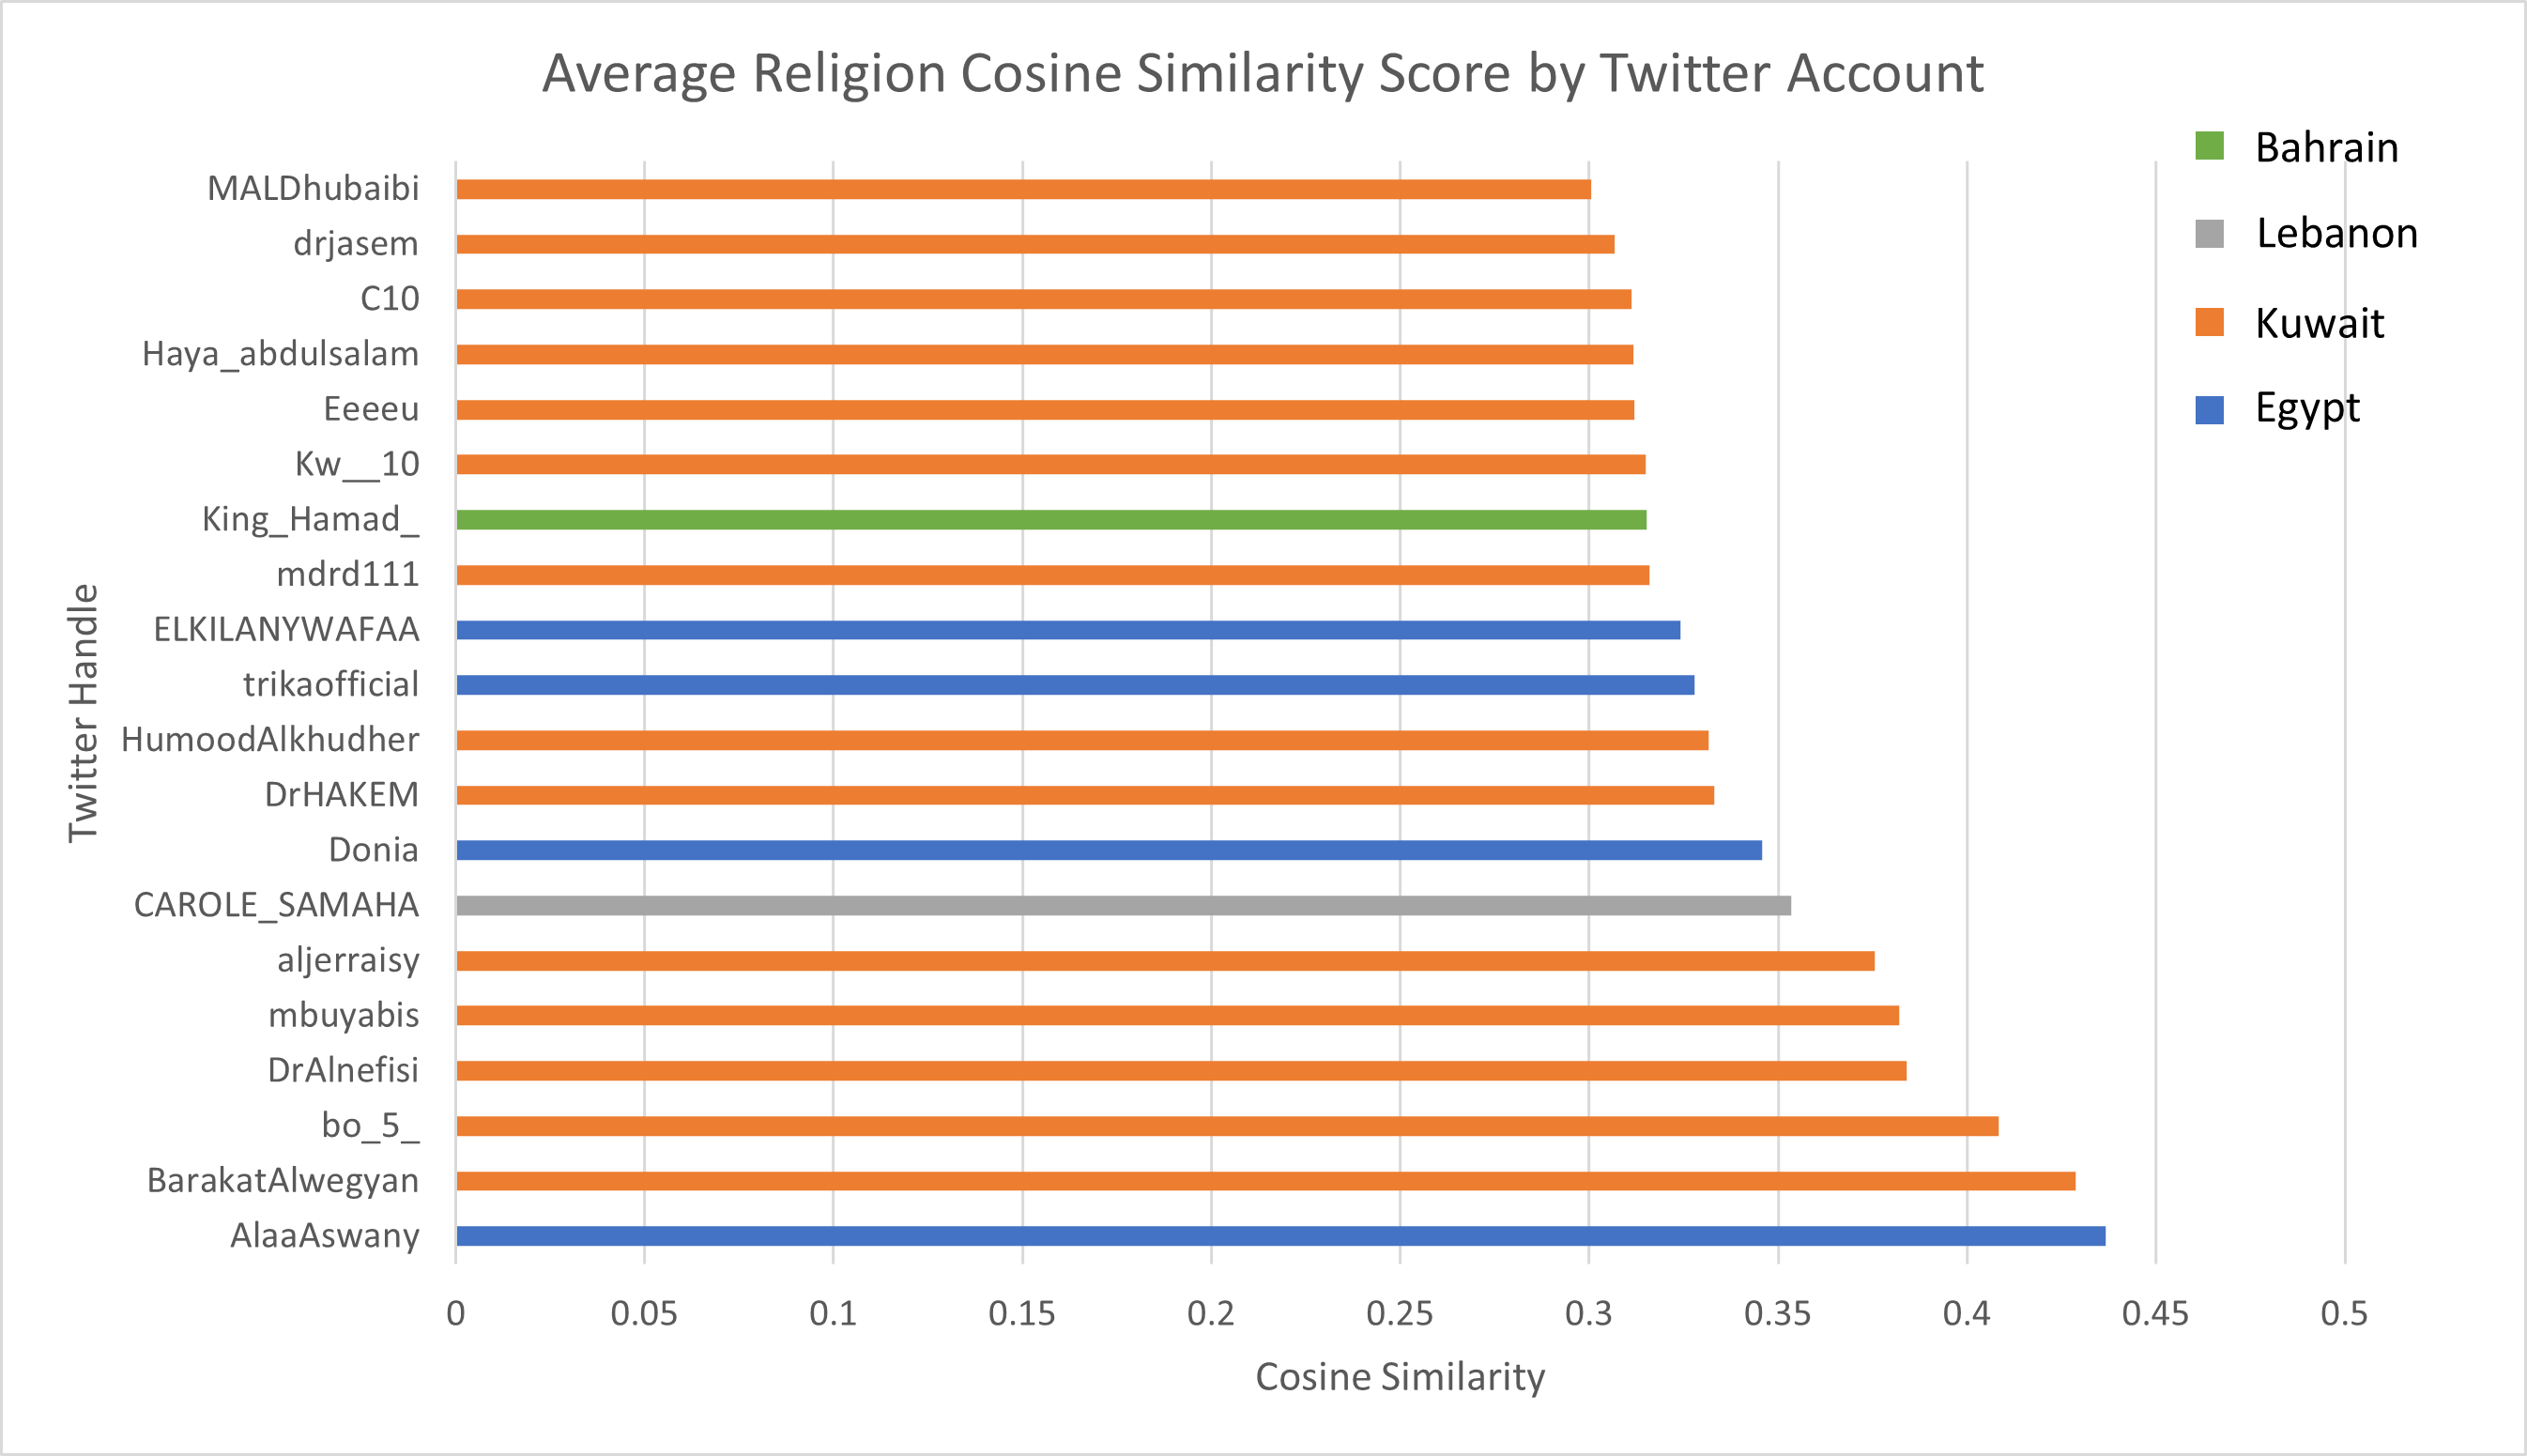 Average Religion Cosine Similarity Score by Twitter Account
Bahrain
Lebanon
Kuwait
Egypt
Twitter Handle
MALDhubaibi
drjasem
C10
Haya_abdulsalam
Eeeeu
Kw__10
King_Hamad_
mdrd111
ELKILANYWAFAA
trikaofficial
HumoodAlkhudher
DrHAKEM
Donia
CAROLE_SAMAHA
aljerraisy
mbuyabis
DrAlnefisi
bo_5_
BarakatAlwegyan
AlaaAswany
0 0.05 0.1 0.15 0.2 0.25 0.3 0.35 0.4 0.45 0.5
Cosine Similarity